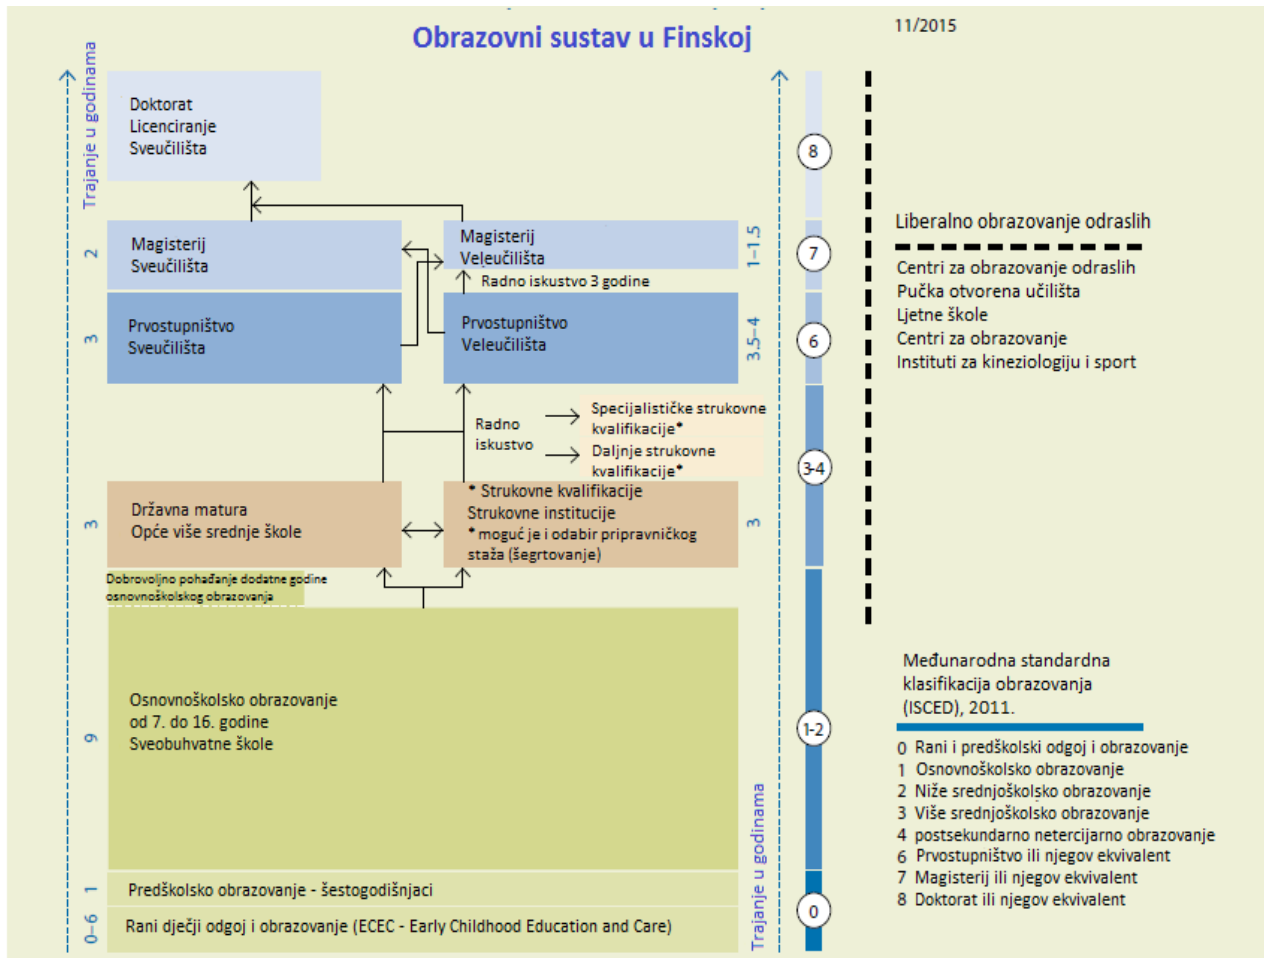 Obrazovni sustav u Finskoj
11/2015
Trajanje u godinama
Doktorat
Licenciranje
Sveučilišta
8
2
Magisterij
Sveučilišta
Magisterij
Veleučilišta
1–1.5
7
Radno iskustvo 3 godine
3
Prvostupništvo
Sveučilišta
Prvostupništvo
Veleučilišta
3.5–4
6
Radno
iskustvo
Specijalističke strukovne
kvalifikacije*
Daljnje strukovne
kvalifikacije*
3-4
3
Državna matura
Opće više srednje škole
* Strukovne kvalifikacije
Strukovne institucije
* moguć je i odabir pripravničkog
staža (šegrtovanje)
3
Dobrovoljno pohađanje dodatne godine
osnovnoškolskog obrazovanja
9
Osnovnoškolsko obrazovanje
od 7. do 16. godine
Sveobuhvatne škole
1-2
1
Predškolsko obrazovanje - šestogodišnjaci
0–6
Rani dječji odgoj i obrazovanje (ECEC - Early Childhood Education and Care)
Trajanje u godinama
0
Liberalno obrazovanje odraslih
Centri za obrazovanje odraslih
Pučka otvorena učilišta
Ljetne škole
Centri za obrazovanje
Instituti za kineziologiju i sport
Međunarodna standardna
klasifikacija obrazovanja
(ISCED), 2011.
0 Rani i predškolski odgoj i obrazovanje
1 Osnovnoškolsko obrazovanje
2 Niže srednjoškolsko obrazovanje
3 Više srednjoškolsko obrazovanje
4 postsekundarno netercijarno obrazovanje
6 Prvostupništvo ili njegov ekvivalent
7 Magisterij ili njegov ekvivalent
8 Doktorat ili njegov ekvivalent